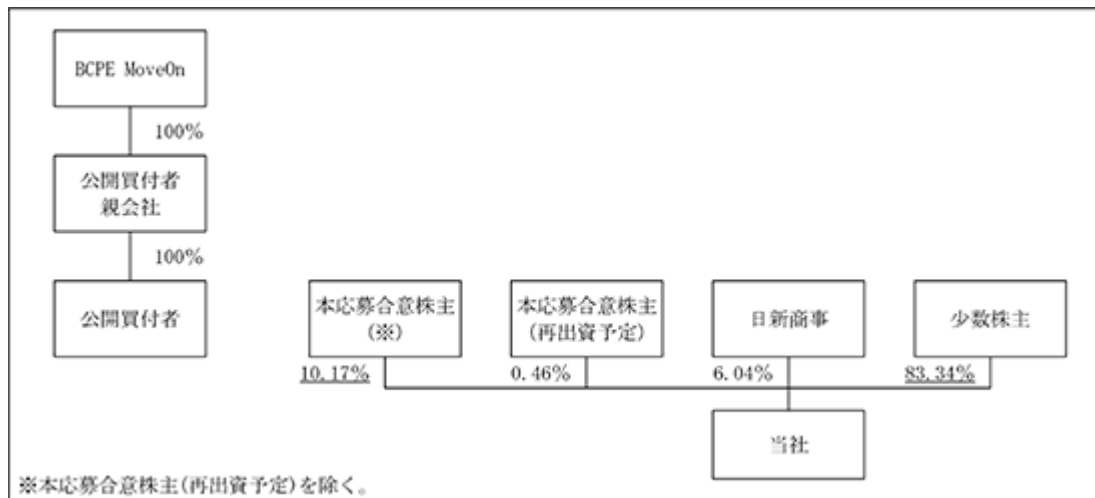 BCPE MoveOn
100%
公開買付者
親会社
100%
公開買付者
本応募合意株主
(※)
本応募合意株主
(再出資予定)
日新商事
少数株主
10.17%
0.46%
6.04%
83.34%
当社
※本応募合意株主(再出資予定)を除く。